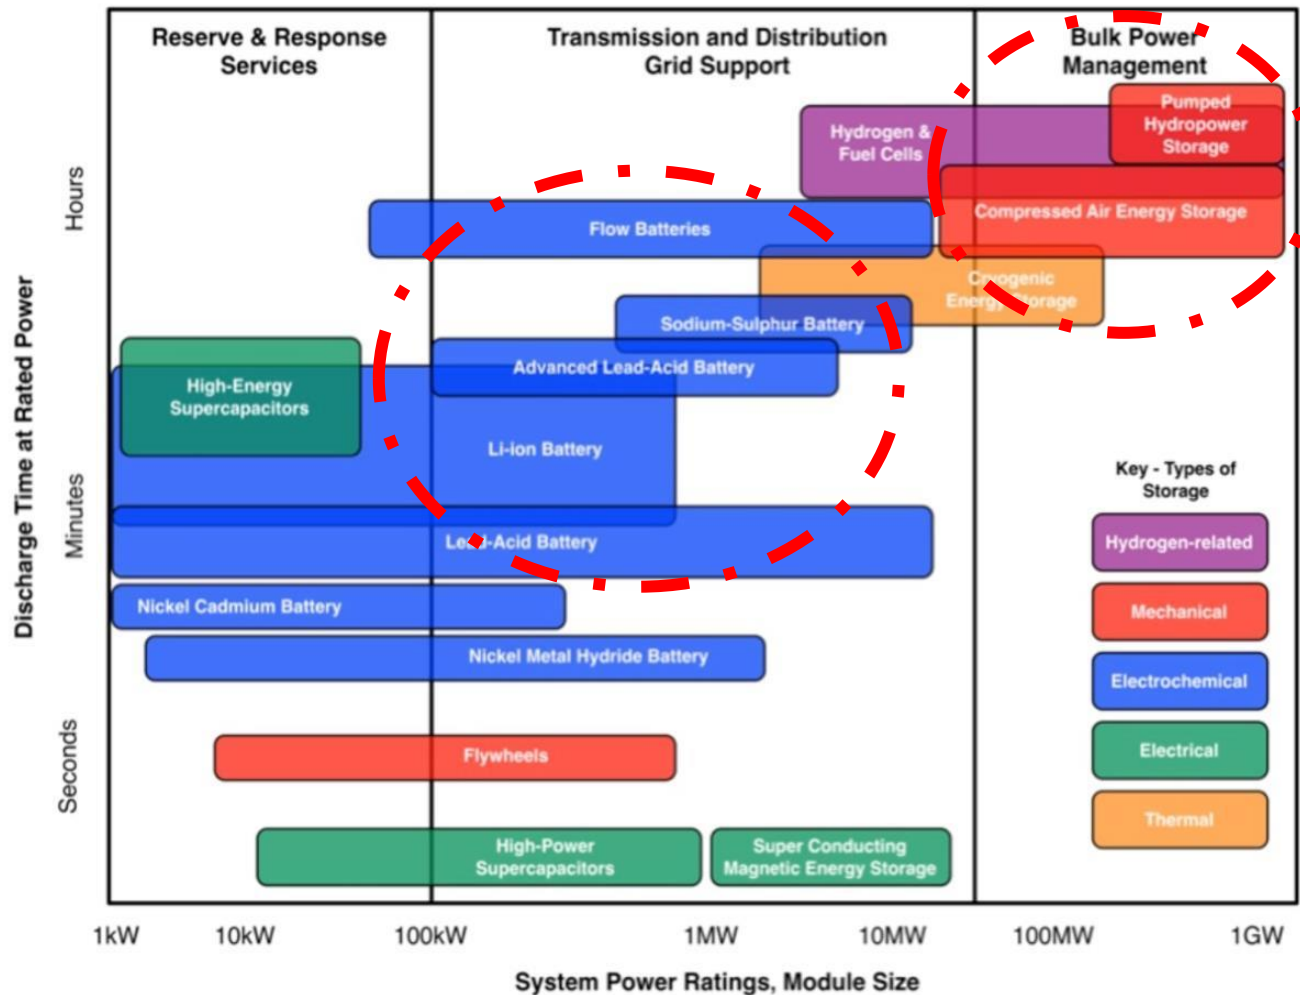 Reserve & Response
Services
Transmission and Distribution
Grid Support
Bulk Power
Management
Pumped
Hydropower
Storage
Hydrogen &
Fuel Cells
Compressed Air Energy Storage
Flow Batteries
Cryogenic
Energy Storage
Sodium-Sulphur Battery
Advanced Lead-Acid Battery
High-Energy
Supercapacitors
Li-ion Battery
Lead-Acid Battery
Nickel Cadmium Battery
Nickel Metal Hydride Battery
Flywheels
High-Power
Supercapacitors
Super Conducting
Magnetic Energy Storage
Key - Types of
Storage
Hydrogen-related
Mechanical
Electrochemical
Electrical
Thermal
Discharge Time at Rated Power
Hours
Minutes
Seconds
1kW
10kW
100kW
1MW
10MW
100MW
1GW
System Power Ratings, Module Size